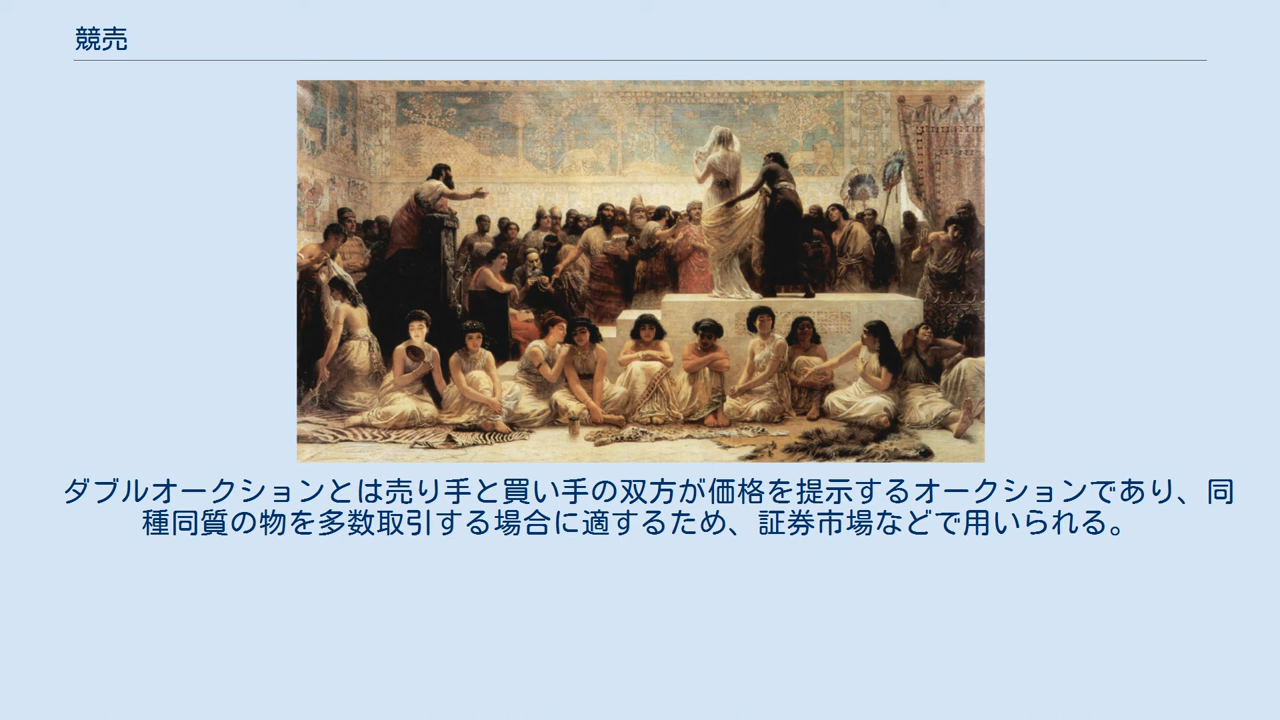 競売
ダブルオークションとは売り手と買い手の双方が価格を提示するオークションであり、同
種同質の物を多数取引する場合に適するため、証券市場などで用いられる。